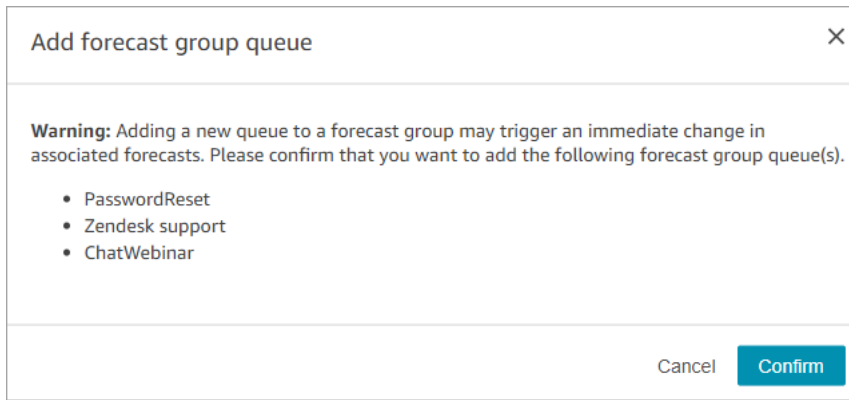 Add forecast group queue
Warning: Adding a new queue to a forecast group may trigger an immediate change in
associated forecasts. Please confirm that you want to add the following forecast group queue(s).
• PasswordReset
• Zendesk support
• ChatWebinar
Cancel Confirm